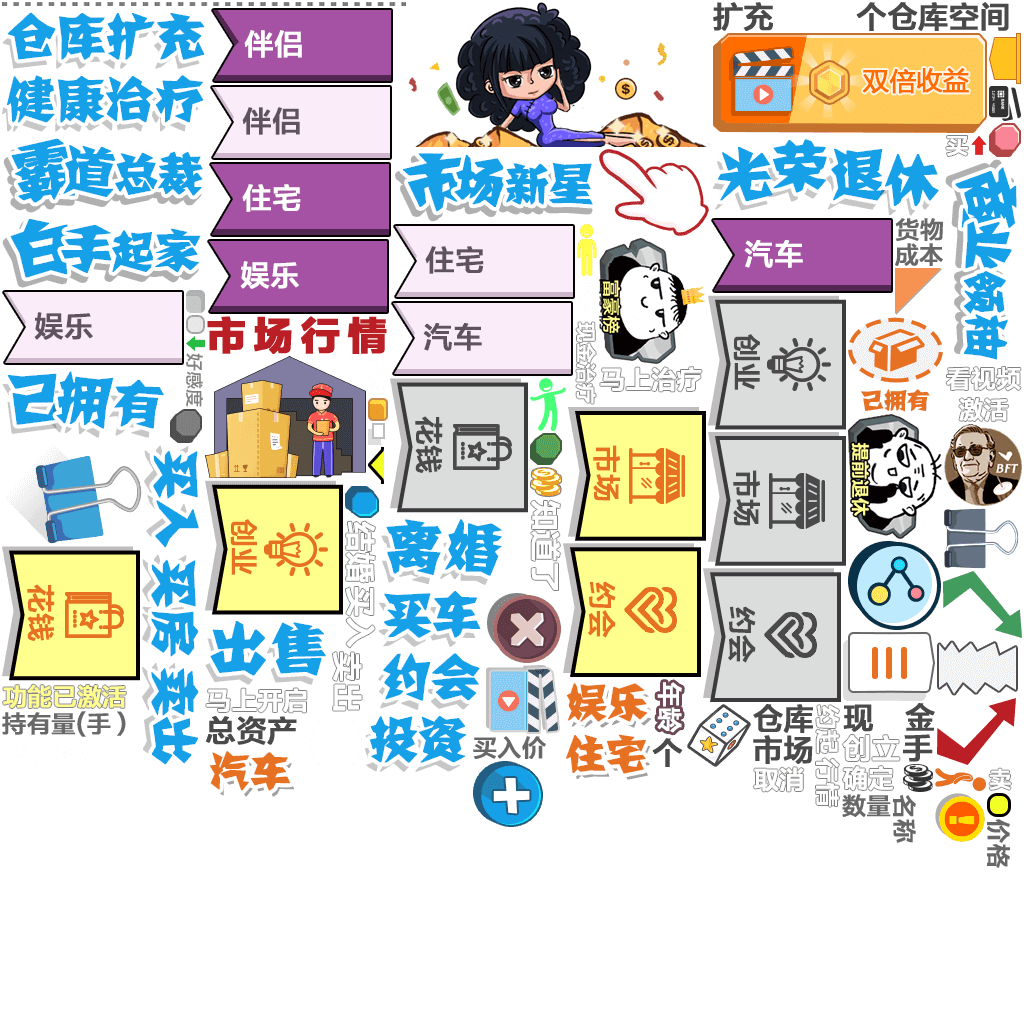 仓库扩充
健康治疗
霸道总裁
白手起家
伴侣
伴侣
住宅
娱乐
娱乐
好感度
市场行情
己拥有
扩充
个仓库空间
双倍收益
买
市场新星
光荣退休
住宅
汽车
汽车
货物
成本
富豪榜
现金治疗
马上治疗
创业
己拥有
看视频
激活
BFT
提前退休
花钱
市场
市场
约会
约会
创业
花钱
买入
买房
卖出
功能已激活
持有量(手)
结婚
买入
卖出
知道了
离婚
买车
约会
投资
出售
马上开启
总资产
汽车
买入价
娱乐
住宅
年龄
个
仓库
市场
取消
约起
行情
现
金
创立
手
确定
数量
名称
卖
价格